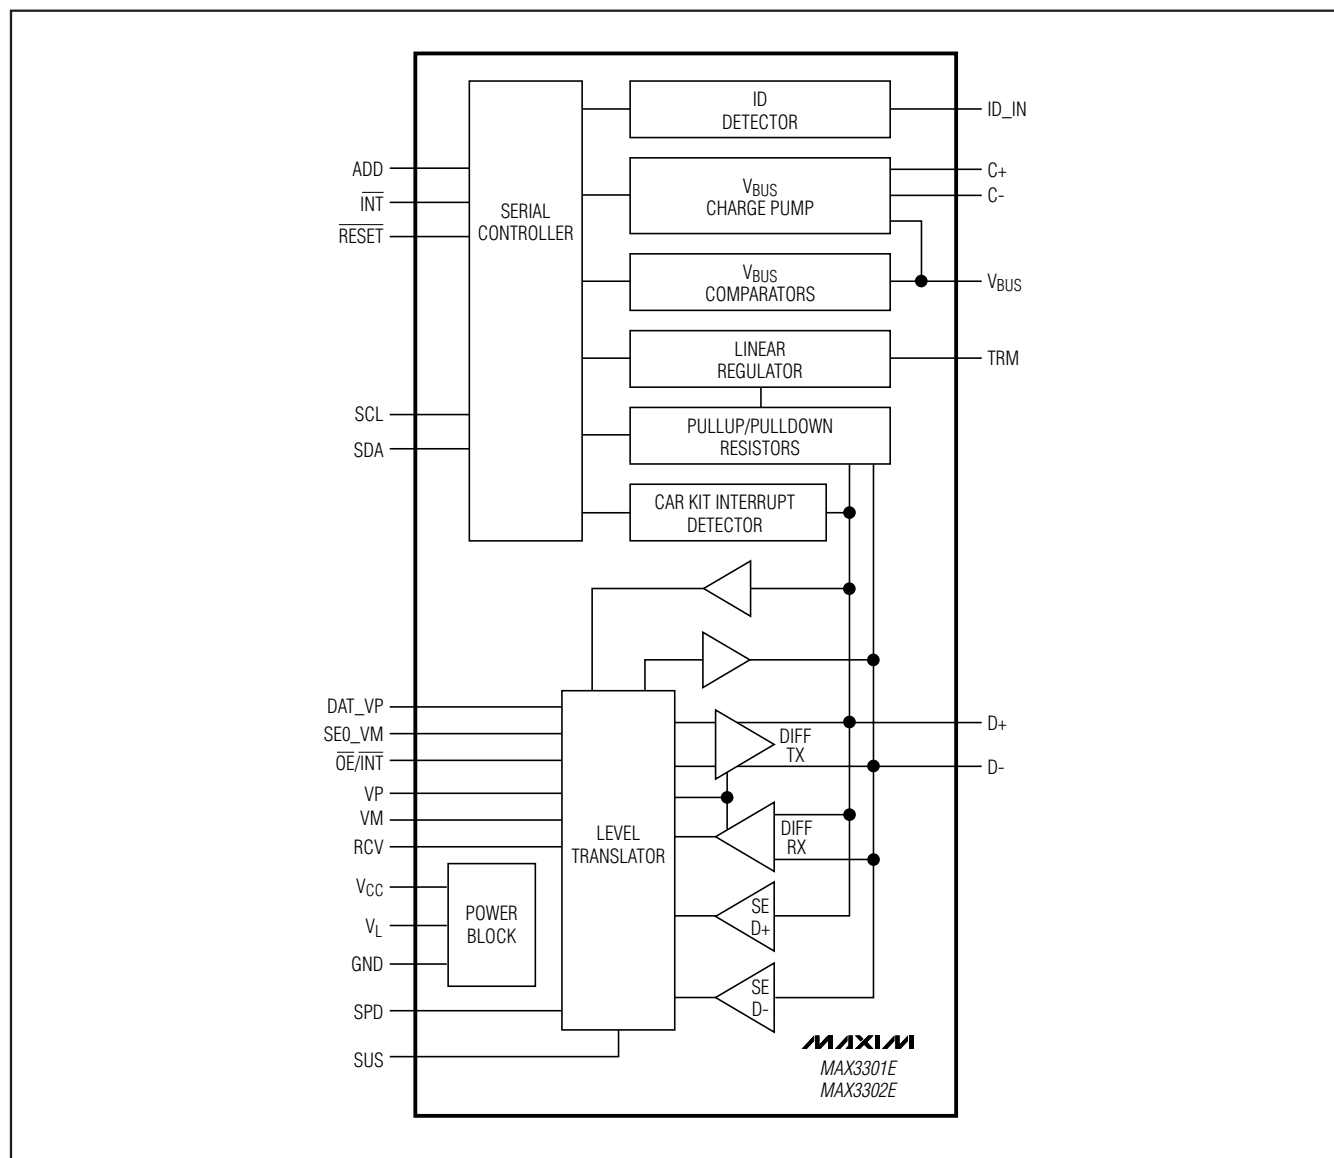 ID
DETECTOR
ID_IN
ADD
INT
RESET
SERIAL
CONTROLLER
VBUS
CHARGE PUMP
C+
C-
VBUS
COMPARATORS
VBUS
LINEAR
REGULATOR
TRM
SCL
SDA
PULLUP/PULLDOWN
RESISTORS
CAR KIT INTERRUPT
DETECTOR
DAT_VP
SE0_VM
OE/INT
VP
VM
RCV
LEVEL
TRANSLATOR
DIFF
TX
D+
D-
DIFF
RX
VCC
VL
GND
POWER
BLOCK
SE
D+
SE
D-
SPD
SUS
MAXIM
MAX3301E
MAX3302E